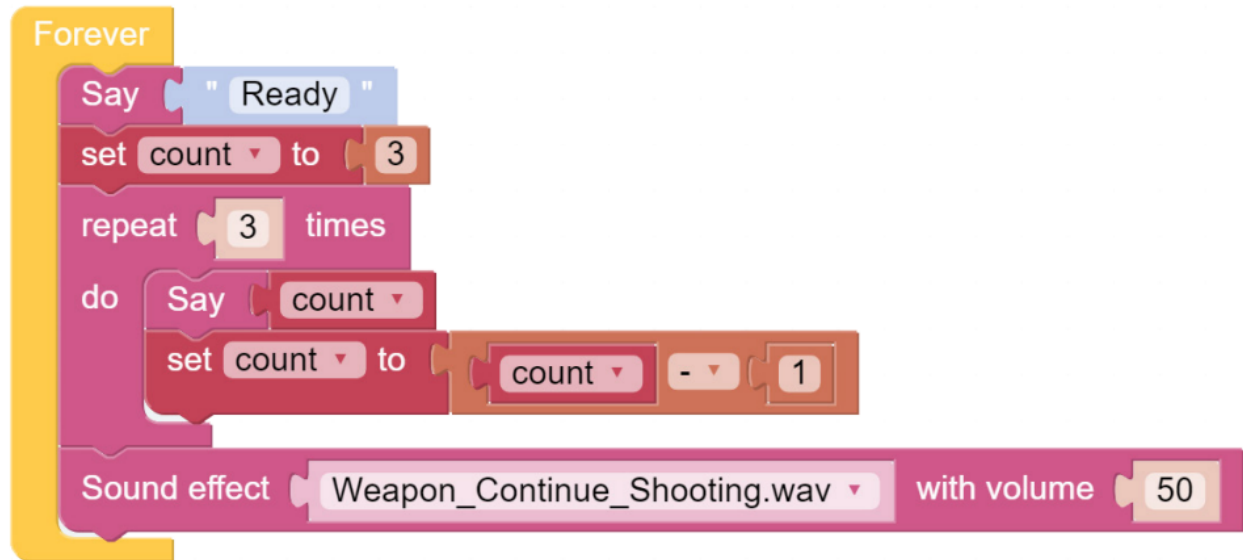 Forever
Say " Ready "
set count to 3
repeat 3 times
do Say count
set count to count - 1
Sound effect Weapon_Continue_Shooting.wav with volume 50